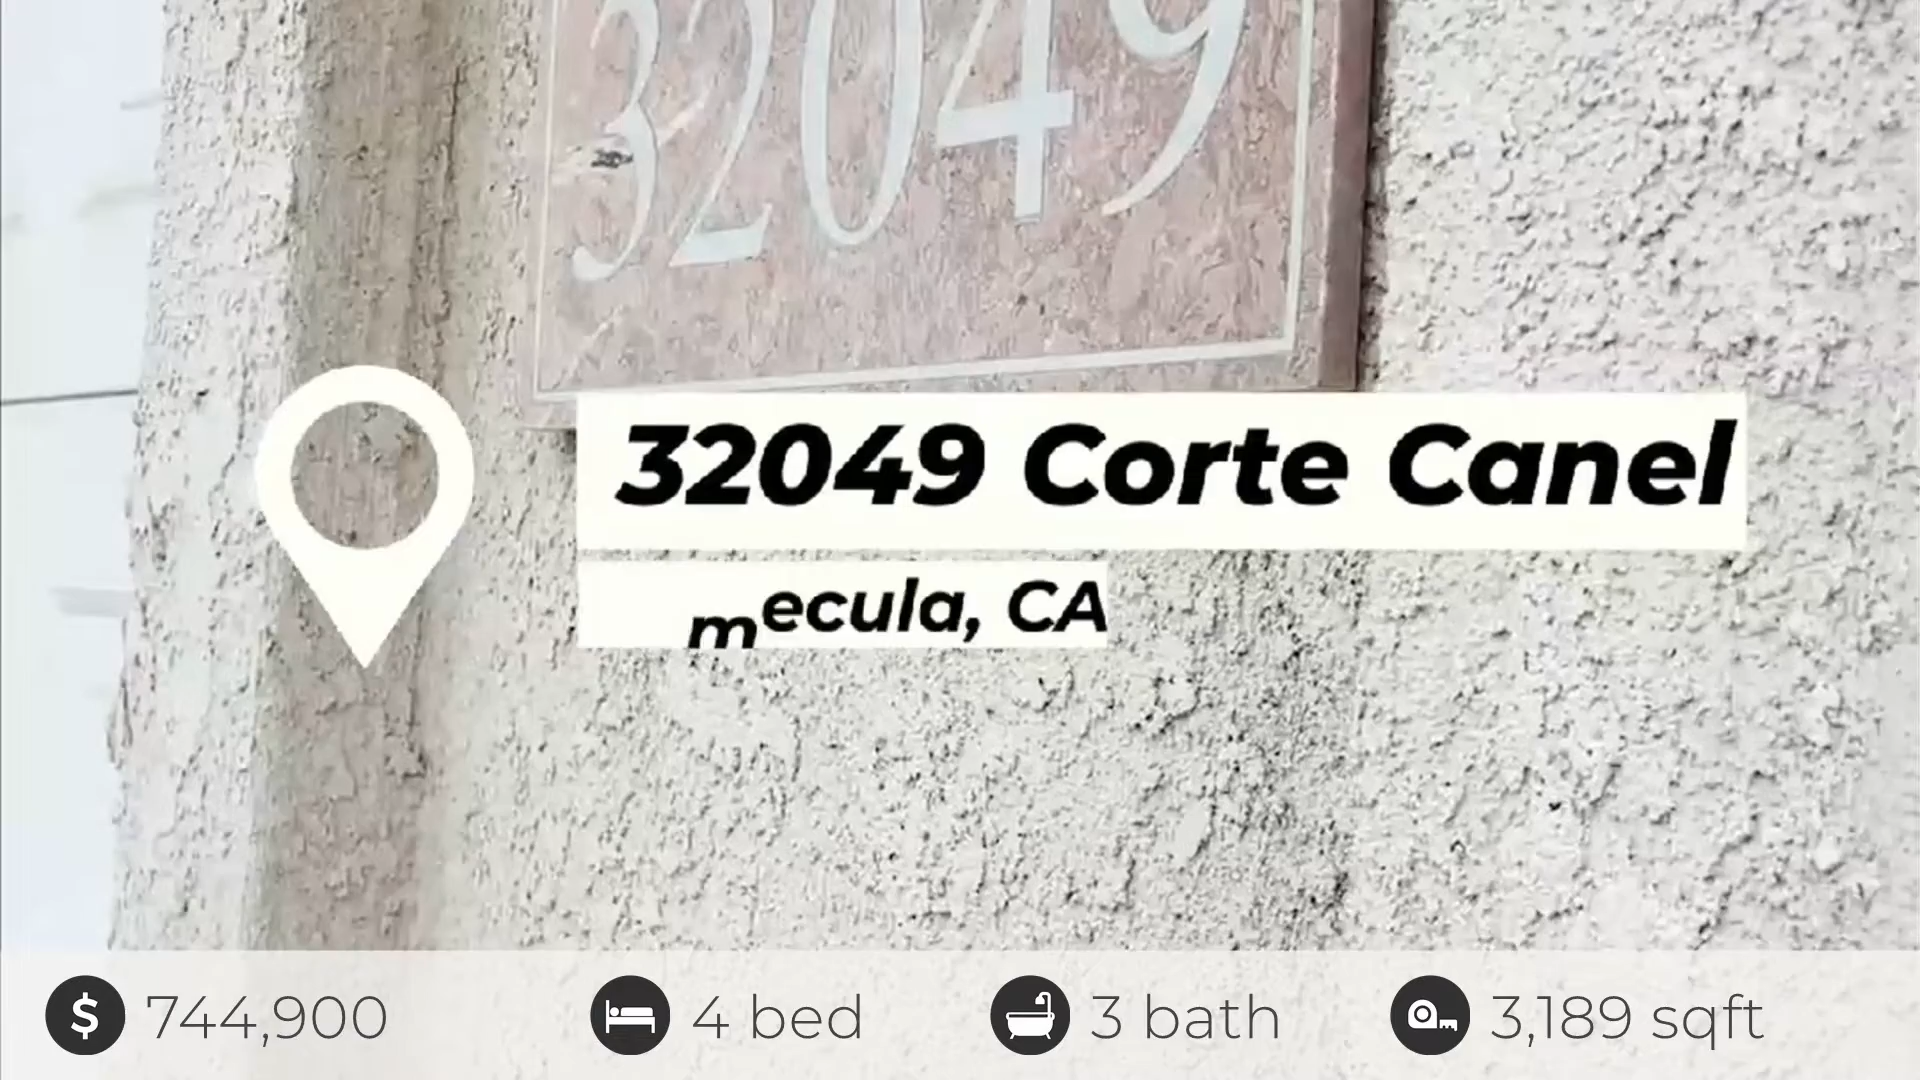 32049
32049 Corte Canel
mecula, CA
$ 744,900
4 bed
3 bath
3,189 sqft